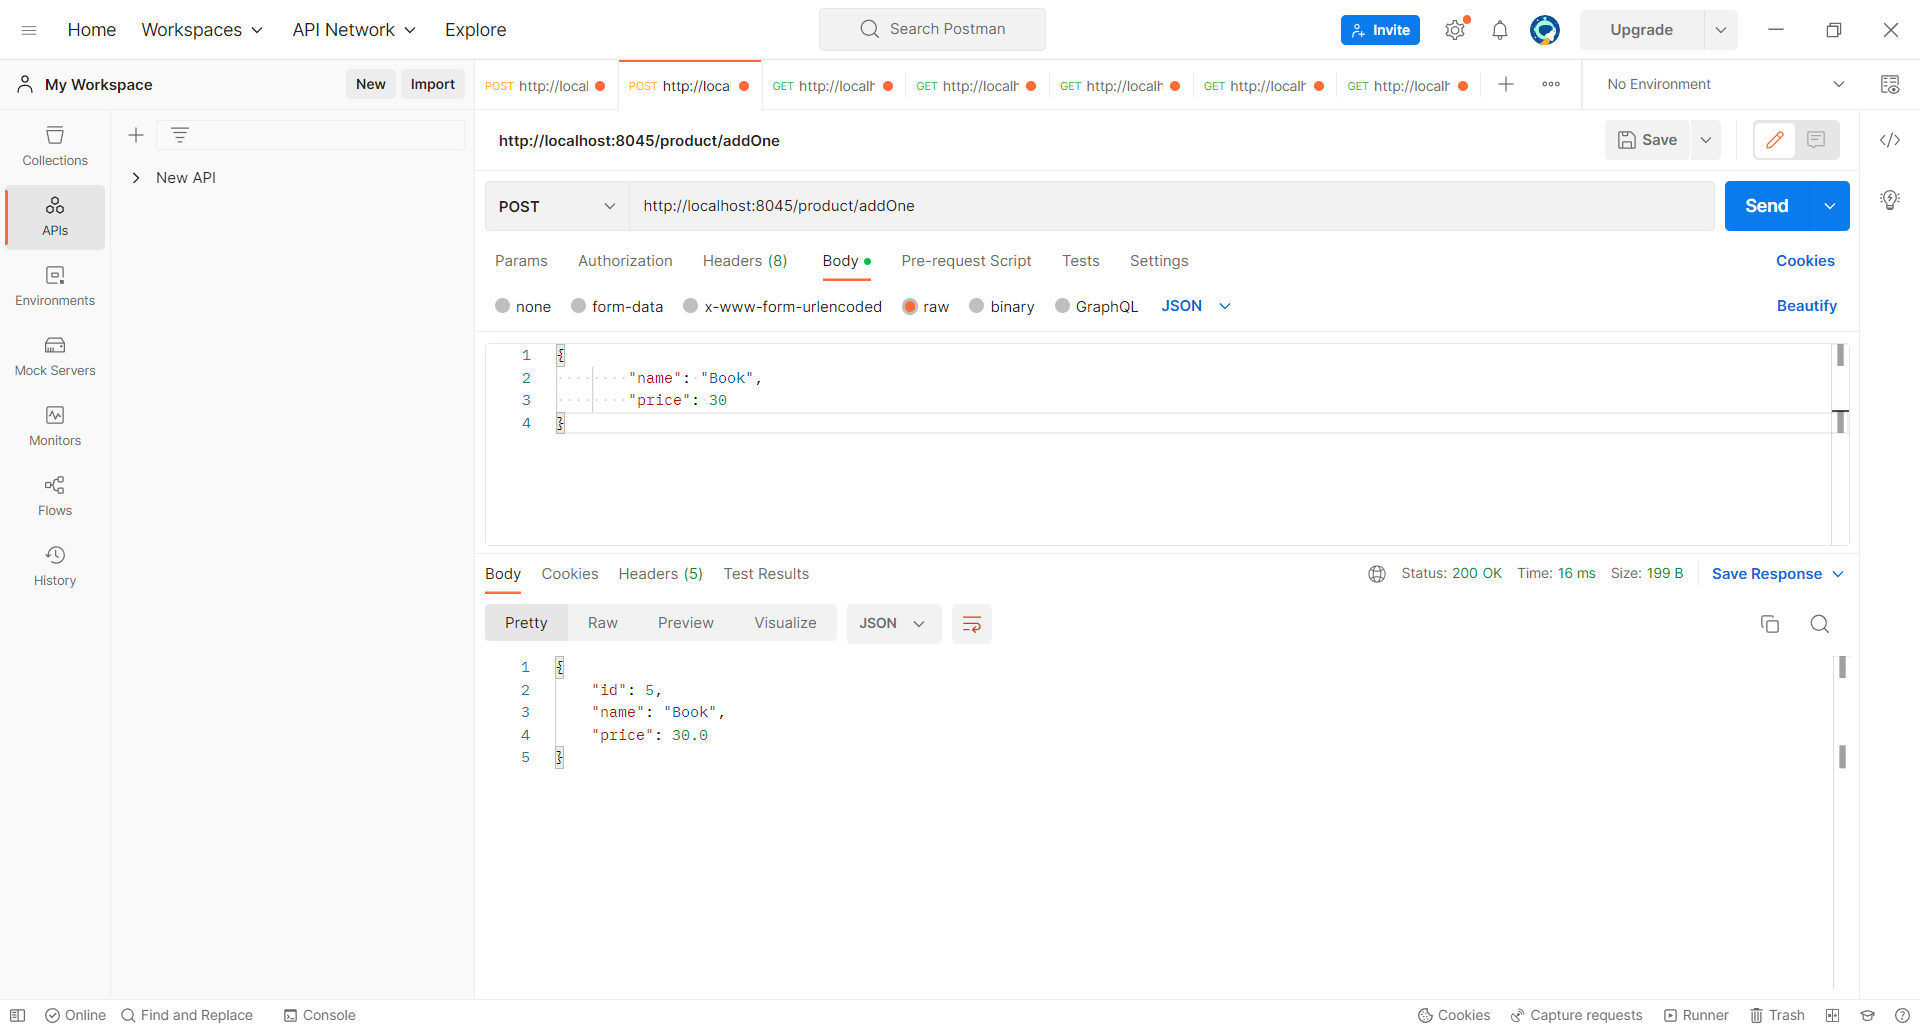 Home Workspaces API Network Explore Search Postman Invite Upgrade
My Workspace New Import POST http://local POST http://loca GET http://localh GET http://localh GET http://localh GET http://localh GET http://localh No Environment
Collections
APIs
Environments
Mock Servers
Monitors
Flows
History
New API
http://localhost:8045/product/addOne Save
POST http://localhost:8045/product/addOne Send
Params Authorization Headers (8) Body Pre-request Script Tests Settings Cookies
none form-data x-www-form-urlencoded raw binary GraphQL JSON Beautify
1 {
2 "name": "Book",
3 "price": 30
4 }
Body Cookies Headers (5) Test Results Status: 200 OK Time: 16 ms Size: 199 B Save Response
Pretty Raw Preview Visualize JSON
1 {
2 "id": 5,
3 "name": "Book",
4 "price": 30.0
5 }
Online Find and Replace Console Cookies Capture requests Runner Trash